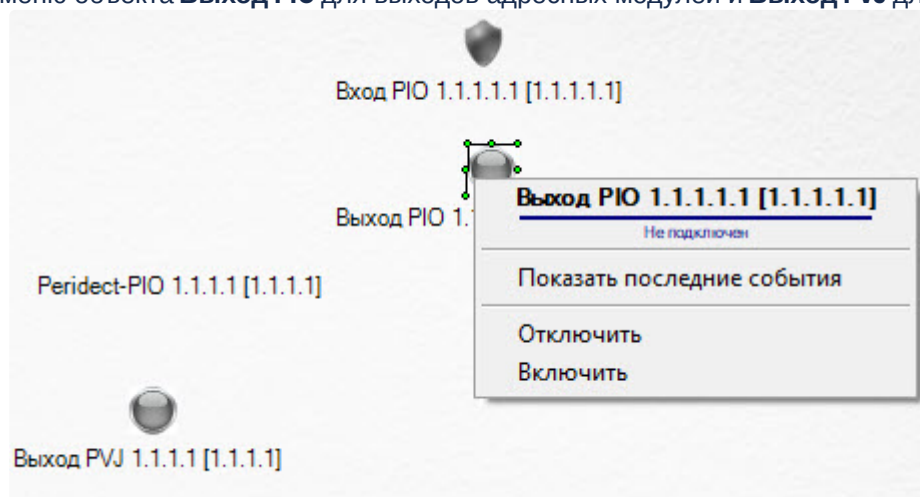 меню объекта Выход PIO для выходов адресных модулей и Выход PVJ дл
Вход PIO 1.1.1.1.1 [1.1.1.1.1]
Выход PIO 1.1
Выход PIO 1.1.1.1.1 [1.1.1.1.1]
Не подключен
Показать последние события
Отключить
Включить
Peridect-PIO 1.1.1.1 [1.1.1.1]
Выход PVJ 1.1.1.1 [1.1.1.1]